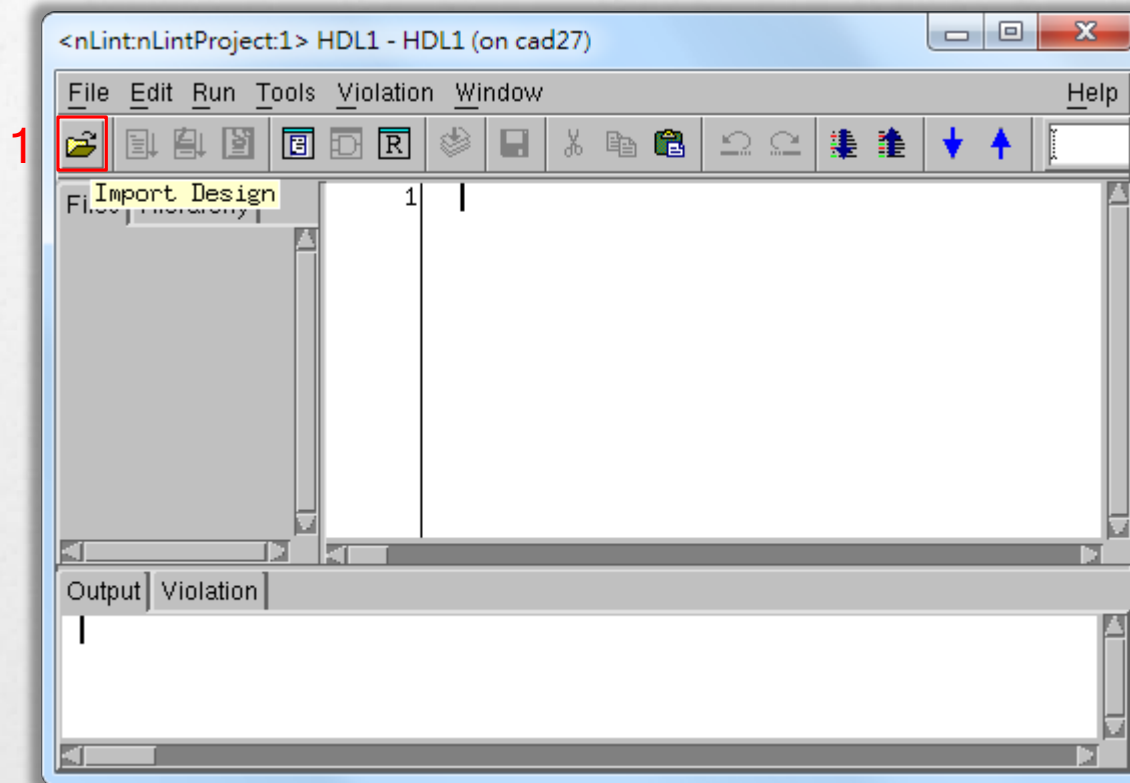 <nLint:nLintProject:1> HDL1 - HDL1 (on cad27)
File Edit Run Tools Violation Window Help
1
R
Import Design
1
Output Violation